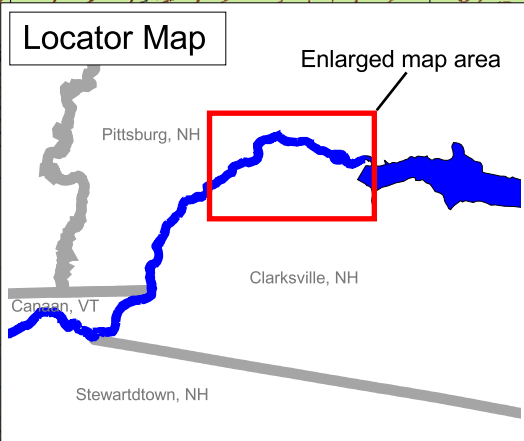 Locator Map
Enlarged map area
Pittsburg, NH
Clarksville, NH
Canaan, VT
Stewartdtown, NH